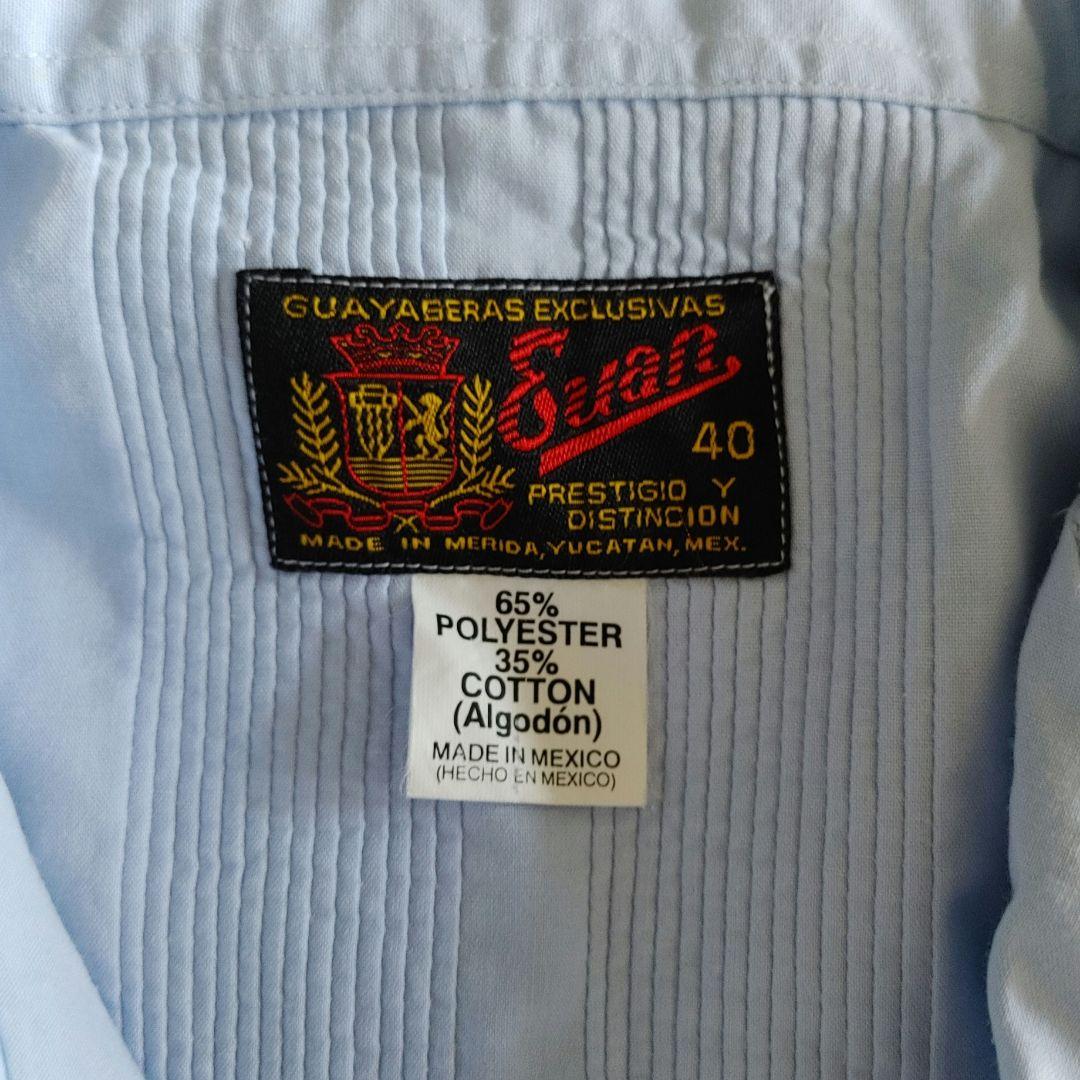 GUAYABERAS EXCLUSIVAS
Euan
40
PRESTIGIO Y
DISTINCION
MADE IN MERIDA, YUCATAN, MEX.
65%
POLYESTER
35%
COTTON
(Algodón)
MADE IN MEXICO
(HECHO EN MEXICO)